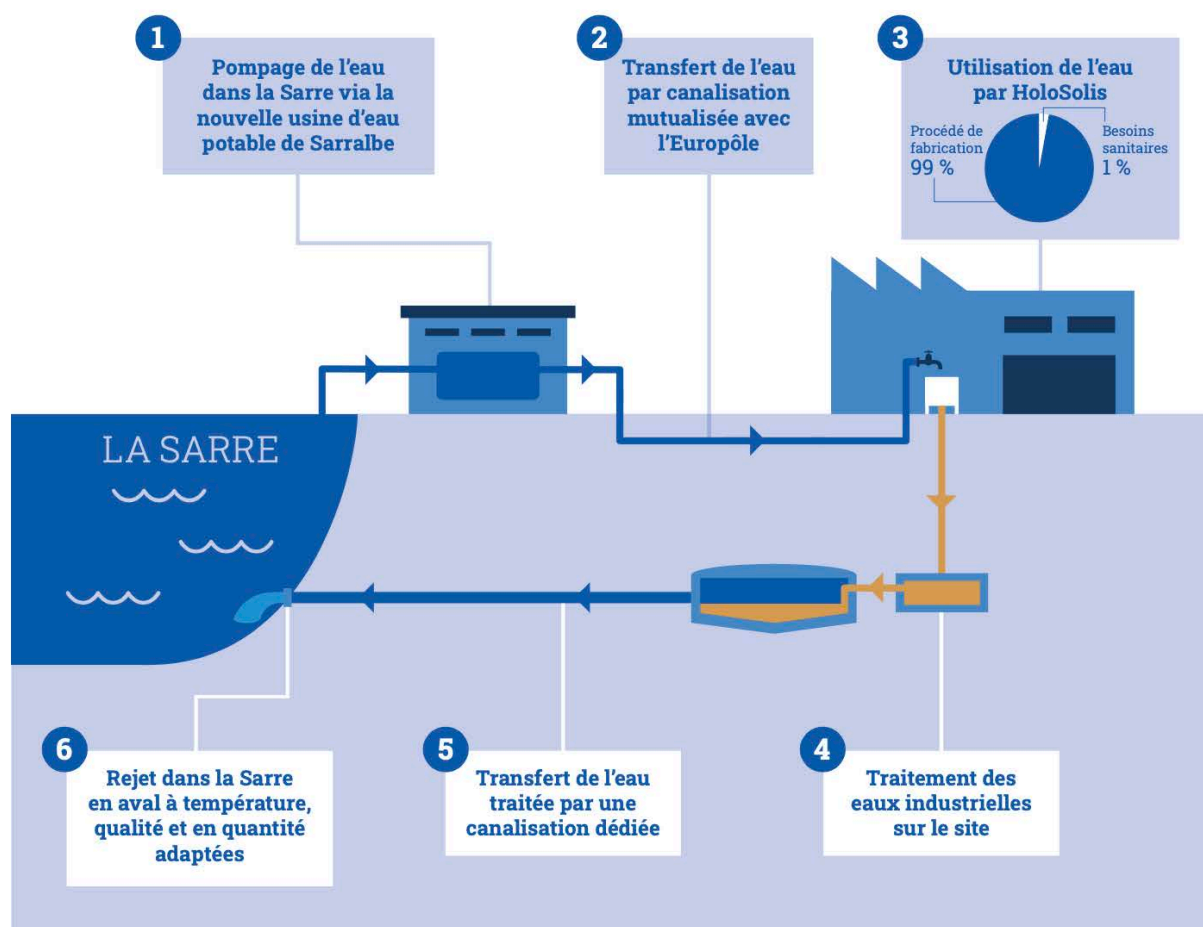 1
Pompage de l'eau
dans la Sarre via la
nouvelle usine d'eau
potable de Sarralbe
2
Transfert de l'eau
par canalisation
mutualisée avec
l'Europôle
3
Utilisation de l'eau
par HoloSolis
Procédé de
fabrication
99 %
Besoins
sanitaires
1 %
LA SARRE
6
Rejet dans la Sarre
en aval à température,
qualité et en quantité
adaptées
5
Transfert de l'eau
traitée par une
canalisation dédiée
4
Traitement des
eaux industrielles
sur le site